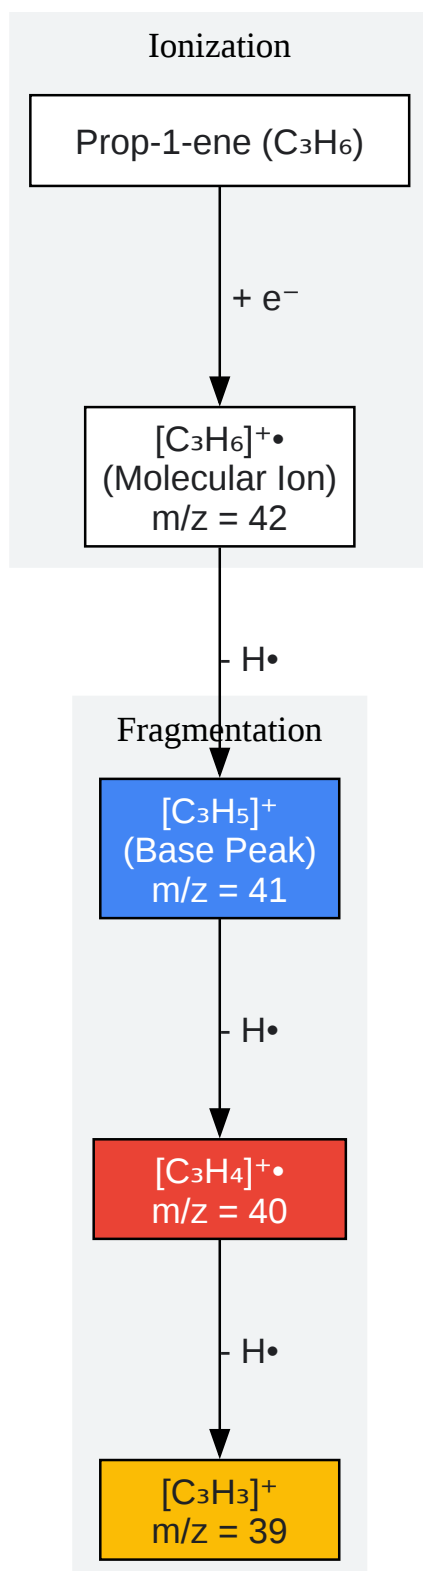 Ionization
Prop-1-ene (C₃H₆)
+ e⁻
[C₃H₆]⁺•
(Molecular Ion)
m/z = 42
- H•
Fragmentation
[C₃H₅]⁺
(Base Peak)
m/z = 41
- H•
[C₃H₄]⁺•
m/z = 40
- H•
[C₃H₃]⁺
m/z = 39